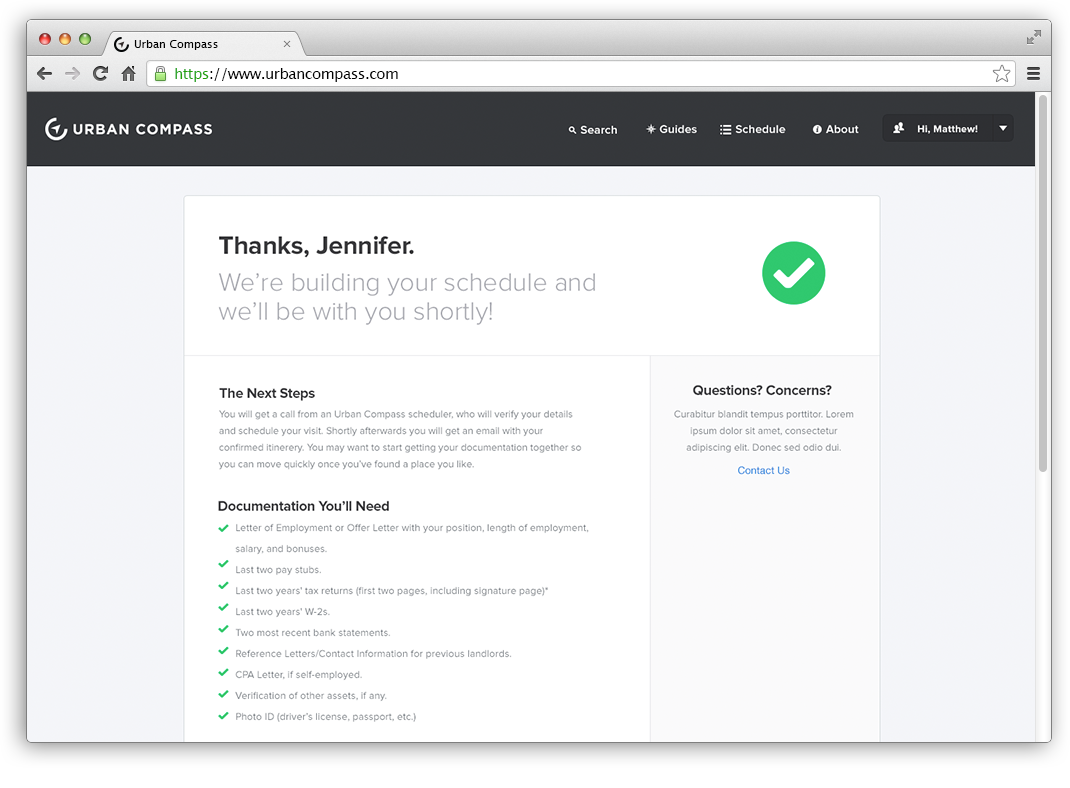 Urban Compass
https://www.urbancompass.com
URBAN COMPASS
Search
Guides
Schedule
About
Hi, Matthew!
Thanks, Jennifer.
We're building your schedule and
we'll be with you shortly!
The Next Steps
You will get a call from an Urban Compass scheduler, who will verify your details
and schedule your visit. Shortly afterwards you will get an email with your
confirmed itinerery. You may want to start getting your documentation together so
you can move quickly once you've found a place you like.
Questions? Concerns?
Curabitur blandit tempus porttitor. Lorem
ipsum dolor sit amet, consectetur
adipiscing elit. Donec sed odio dui.
Contact Us
Documentation You'll Need
Letter of Employment or Offer Letter with your position, length of employment,
salary, and bonuses.
Last two pay stubs.
Last two years' tax returns (first two pages, including signature page)*
Last two years' W-2s.
Two most recent bank statements.
Reference Letters/Contact Information for previous landlords.
CPA Letter, if self-employed.
Verification of other assets, if any.
Photo ID (driver's license, passport, etc.)